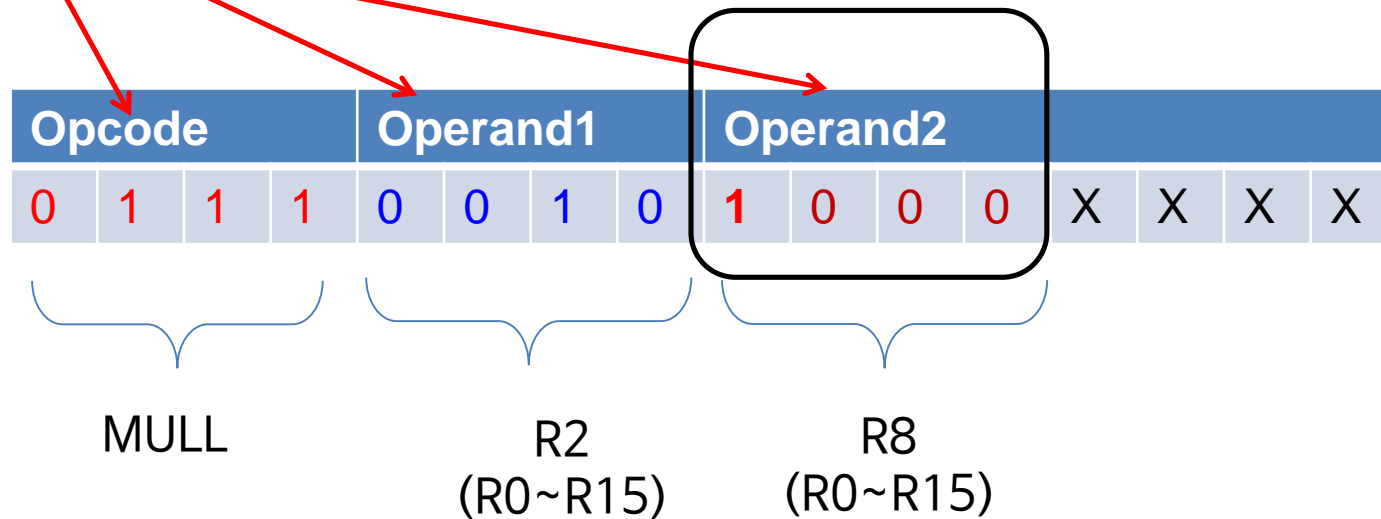 Opcode Operand1 Operand2
0 1 1 1 0 0 1 0 1 0 0 0 X X X X
MULL R2 R8
(R0~R15) (R0~R15)